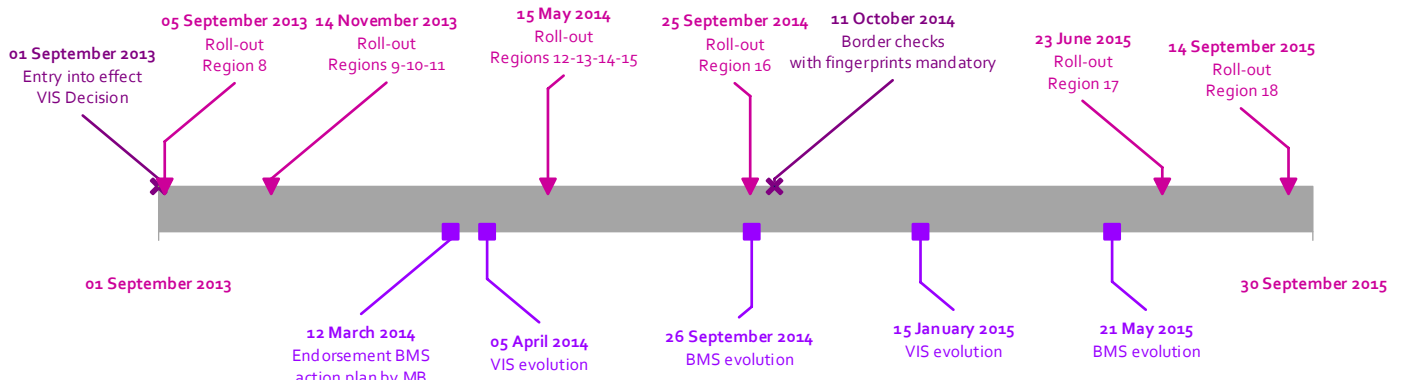 01 September 2013
Entry into effect
VIS Decision
05 September 2013
Roll-out
Region 8
14 November 2013
Roll-out
Regions 9-10-11
15 May 2014
Roll-out
Regions 12-13-14-15
25 September 2014
Roll-out
Region 16
11 October 2014
Border checks
with fingerprints mandatory
23 June 2015
Roll-out
Region 17
14 September 2015
Roll-out
Region 18
01 September 2013
30 September 2015
12 March 2014
Endorsement BMS
action plan by MB
05 April 2014
VIS evolution
26 September 2014
BMS evolution
15 January 2015
VIS evolution
21 May 2015
BMS evolution